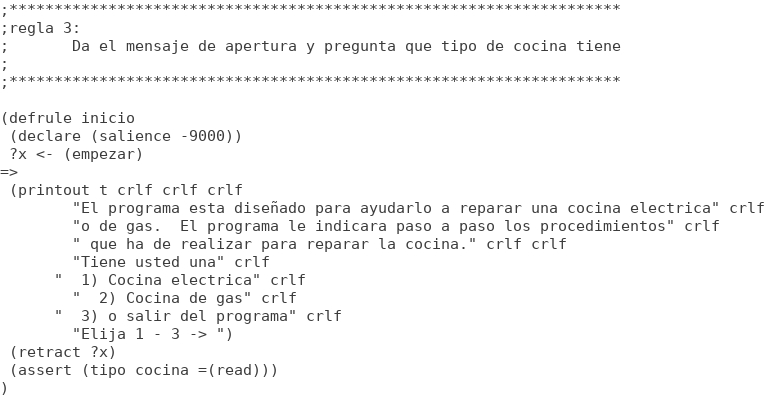 ;********************************************************************
;regla 3:
;       Da el mensaje de apertura y pregunta que tipo de cocina tiene
;
;********************************************************************

(defrule inicio
 (declare (salience -9000))
 ?x <- (empezar)
=>
 (printout t crlf crlf crlf
        "El programa esta diseñado para ayudarlo a reparar una cocina electrica" crlf
        "o de gas.  El programa le indicara paso a paso los procedimientos" crlf
        " que ha de realizar para reparar la cocina." crlf crlf
        "Tiene usted una" crlf
      "  1) Cocina electrica" crlf
        "  2) Cocina de gas" crlf
      "  3) o salir del programa" crlf
        "Elija 1 - 3 -> ")
 (retract ?x)
 (assert (tipo cocina =(read)))
)